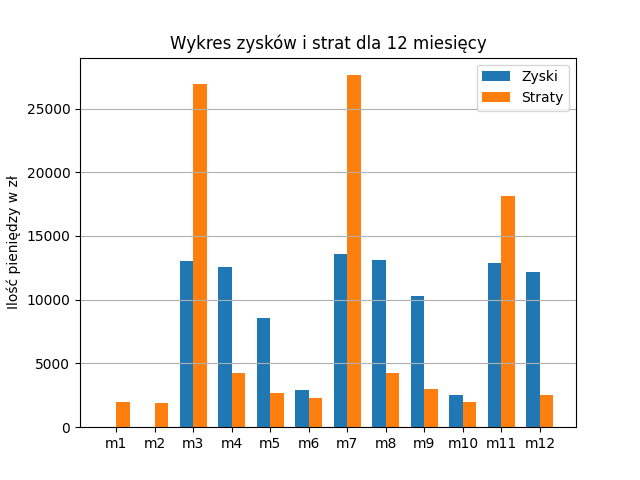 Wykres zysków i strat dla 12 miesięcy
Zyski
Straty
Ilość pieniędzy w zł
25000
20000
15000
10000
5000
0
m1 m2 m3 m4 m5 m6 m7 m8 m9 m10 m11 m12